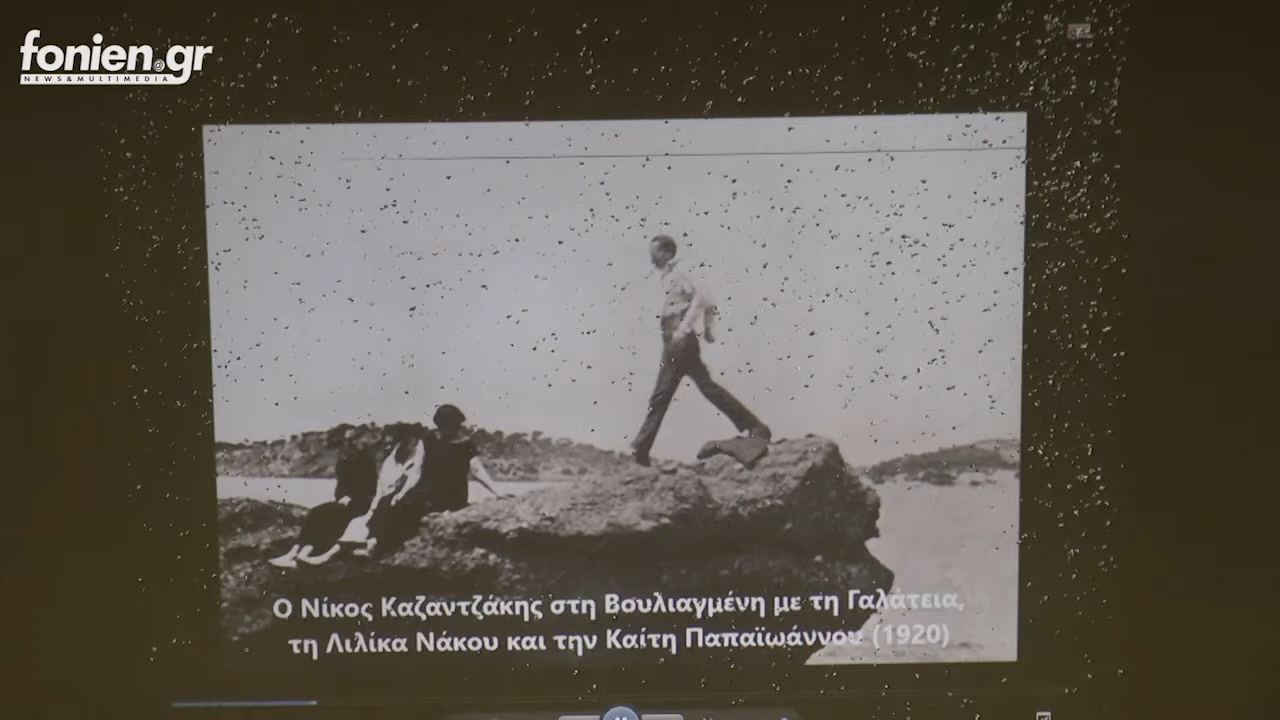 fonien@gr
NEWS&MULTIMEDIA
Ο Νίκος Καζαντζάκης στη Βουλιαγμένη με τη Γαλάτεια,
τη Λιλίκα Νάκου και την Καίτη Παπαϊωάννου (1920)